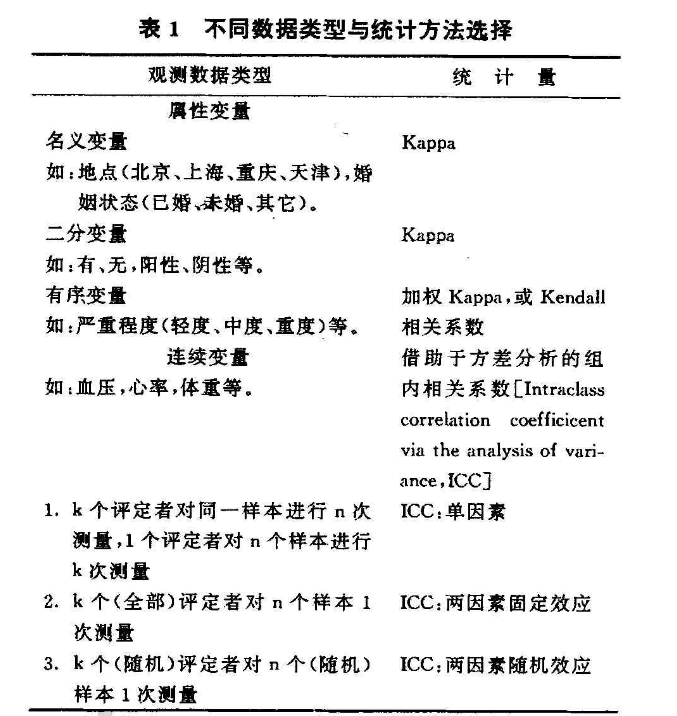 表 1 不同数据类型与统计方法选择
观测数据类型 统 计 量
属性变量
名义变量 Kappa
如:地点(北京、上海、重庆、天津),婚
姻状态(已婚、未婚、其它)。
二分变量 Kappa
如:有、无,阳性、阴性等。
有序变量 加权 Kappa,或 Kendall
如:严重程度(轻度、中度、重度)等。 相关系数
连续变量 借助于方差分析的组
如:血压,心率,体重等。 内相关系数[Intraclass
correlation coefficicent
via the analysis of vari-
ance,ICC]
1. k 个评定者对同一样本进行 n 次 ICC:单因素
测量,1 个评定者对 n 个样本进行
k 次测量
2. k 个(全部)评定者对 n 个样本 1 ICC:两因素固定效应
次测量
3. k 个(随机)评定者对 n 个(随机) ICC:两因素随机效应
样本 1 次测量